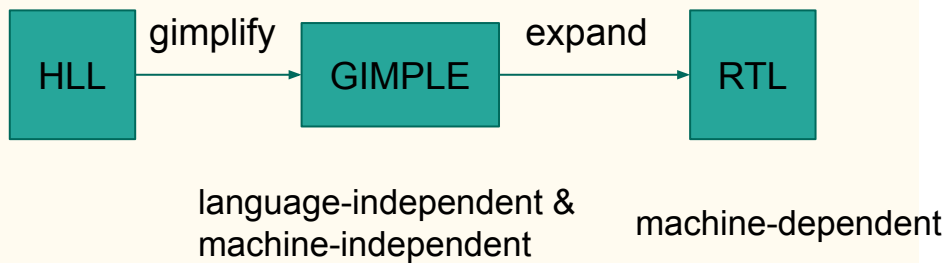 gimplify
expand
HLL
GIMPLE
RTL
language-independent &
machine-independent
machine-dependent